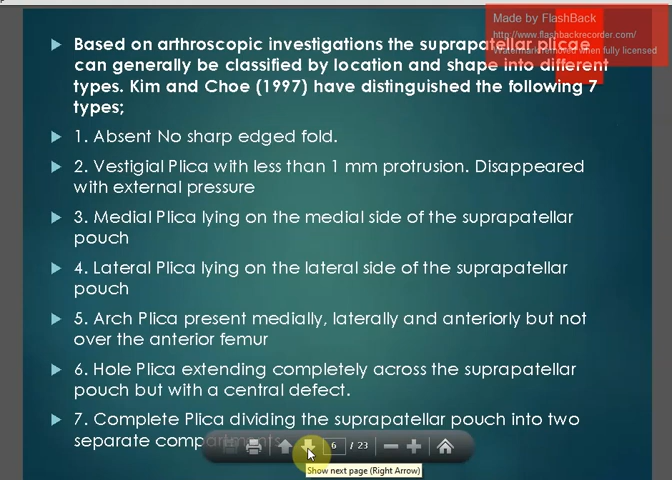 Made by FlashBack
http://www.flashbackrecorder.com/
Watermark removed when fully licensed
Based on arthroscopic investigations the suprapatellar plicae
can generally be classified by location and shape into different
types. Kim and Choe (1997) have distinguished the following 7
types;
1. Absent No sharp edged fold.
2. Vestigial Plica with less than 1 mm protrusion. Disappeared
with external pressure
3. Medial Plica lying on the medial side of the suprapatellar
pouch
4. Lateral Plica lying on the lateral side of the suprapatellar
pouch
5. Arch Plica present medially, laterally and anteriorly but not
over the anterior femur
6. Hole Plica extending completely across the suprapatellar
pouch but with a central defect.
7. Complete Plica dividing the suprapatellar pouch into two
separate compartments
6 / 23
Show next page (Right Arrow)